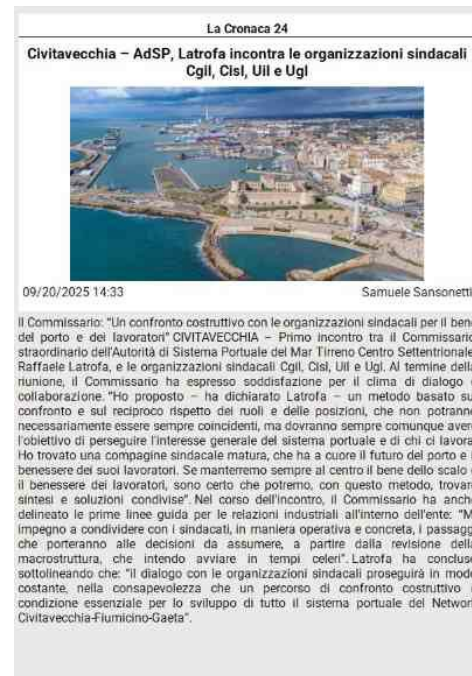 La Cronaca 24
Civitavecchia – AdSP, Latrofa incontra le organizzazioni sindacali
Cgil, Cisl, Uil e Ugl
09/20/2025 14:33 Samuele Sansonetti
Il Commissario: "Un confronto costruttivo con le organizzazioni sindacali per il bene
del porto e dei lavoratori" CIVITAVECCHIA – Primo incontro tra il Commissario
straordinario dell'Autorità di Sistema Portuale del Mar Tirreno Centro Settentrionale,
Raffaele Latrofa, e le organizzazioni sindacali Cgil, Cisl, Uil e Ugl. Al termine della
riunione, il Commissario ha espresso soddisfazione per il clima di dialogo
collaborazione. "Ho proposto – ha dichiarato Latrofa – un metodo basato su
confronto e sul reciproco rispetto dei ruoli e delle posizioni, che non potranno
necessariamente essere sempre coincidenti, ma dovranno sempre comunque avere
l'obiettivo di perseguire l'interesse generale del sistema portuale e di chi ci lavora
Ho trovato una compagine sindacale matura, che ha a cuore il futuro del porto e i
benessere dei suoi lavoratori. Se manterremo sempre al centro il bene dello scalo
il benessere dei lavoratori, sono certo che potremo, con questo metodo, trovare
sintesi e soluzioni condivise". Nel corso dell'incontro, il Commissario ha anche
delineato le prime linee guida per le relazioni industriali all'interno dell'ente: "M
impegno a condividere con i sindacati, in maniera operativa e concreta, i passagg
che porteranno alle decisioni da assumere, a partire dalla revisione della
macrostruttura, che intendo avviare in tempi celeri". Latrofa ha concluso
sottolineando che: "il dialogo con le organizzazioni sindacali proseguirà in modo
costante, nella consapevolezza che un percorso di confronto costruttivo
condizione essenziale per lo sviluppo di tutto il sistema portuale del Network
Civitavecchia-Fiumicino-Gaeta".